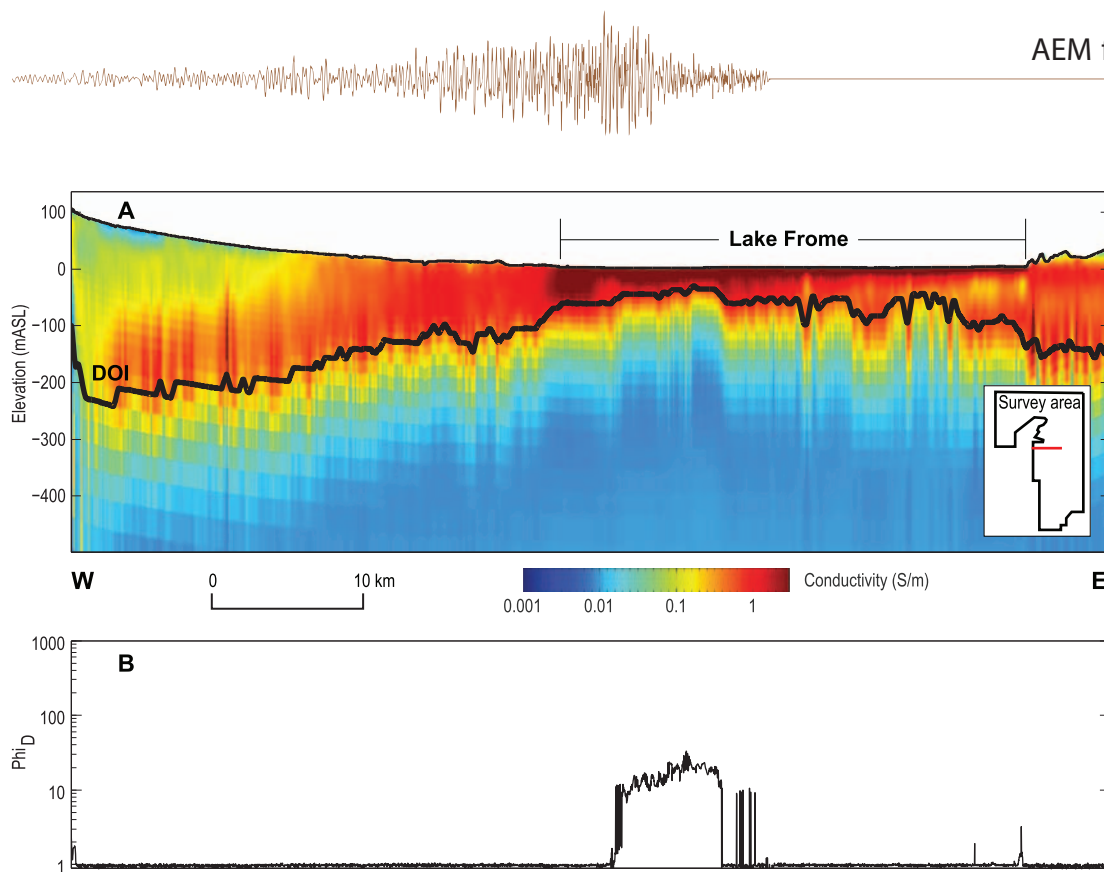 AEM
A
100
0
−100
−200
−300
−400
Elevation (mASL)
Lake Frome
DOI
Survey area
W
0
10 km
0.001
0.01
0.1
1
Conductivity (S/m)
E
B
1000
100
10
1
Phi D